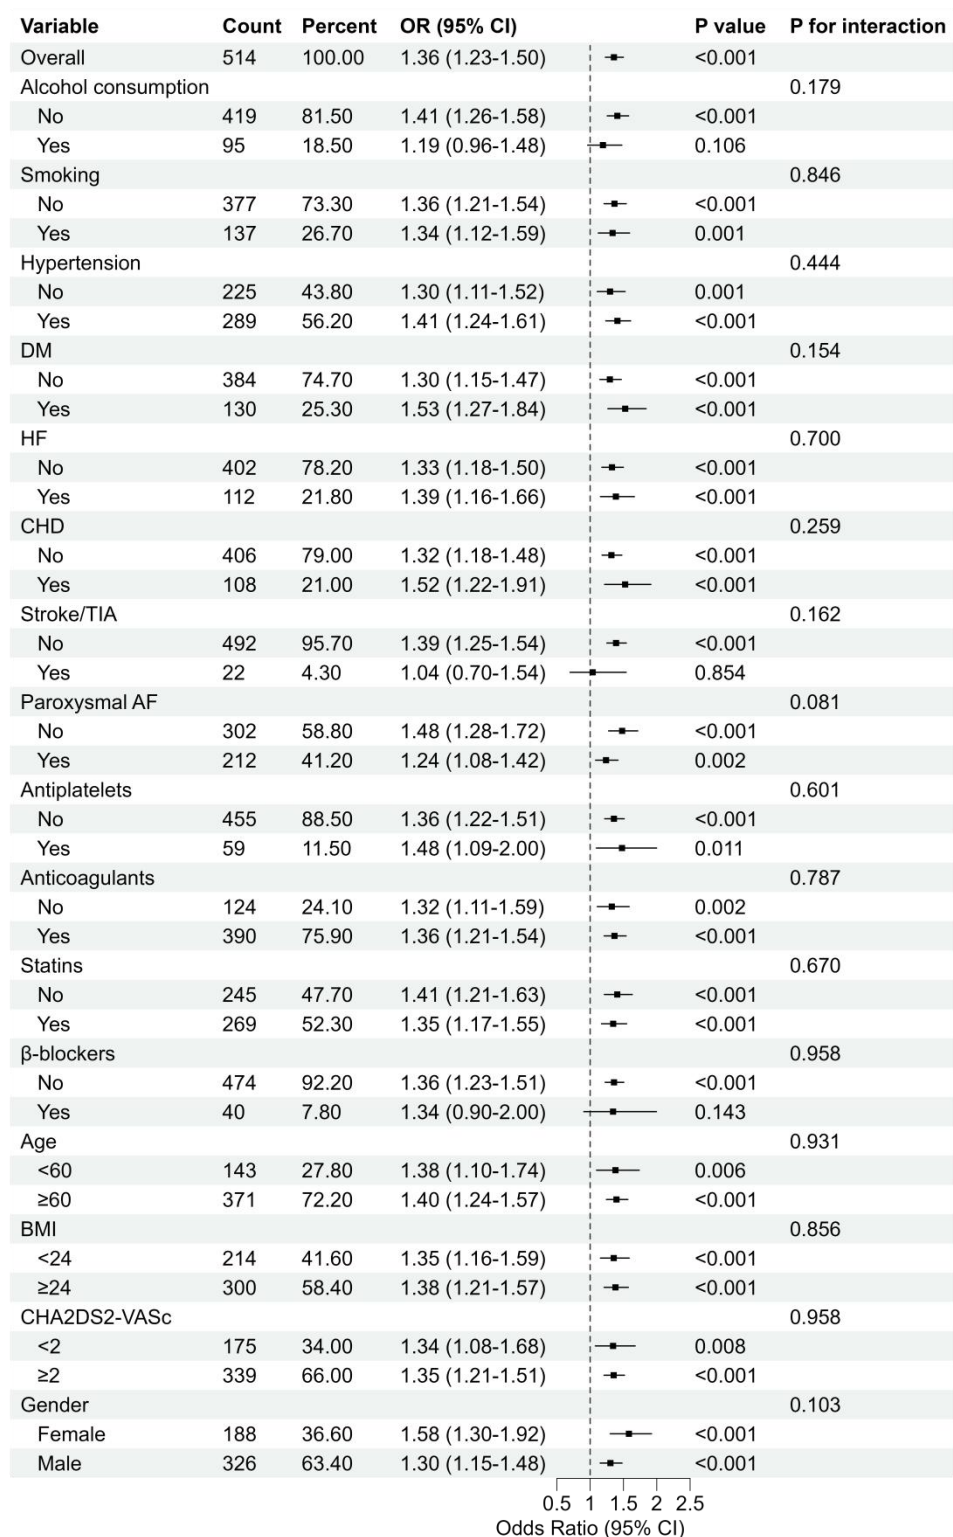 Variable Count Percent OR (95% CI) P value P for interaction
Overall 514 100.00 1.36 (1.23-1.50) <0.001
Alcohol consumption 0.179
No 419 81.50 1.41 (1.26-1.58) <0.001
Yes 95 18.50 1.19 (0.96-1.48) 0.106
Smoking 0.846
No 377 73.30 1.36 (1.21-1.54) <0.001
Yes 137 26.70 1.34 (1.12-1.59) 0.001
Hypertension 0.444
No 225 43.80 1.30 (1.11-1.52) 0.001
Yes 289 56.20 1.41 (1.24-1.61) <0.001
DM 0.154
No 384 74.70 1.30 (1.15-1.47) <0.001
Yes 130 25.30 1.53 (1.27-1.84) <0.001
HF 0.700
No 402 78.20 1.33 (1.18-1.50) <0.001
Yes 112 21.80 1.39 (1.16-1.66) <0.001
CHD 0.259
No 406 79.00 1.32 (1.18-1.48) <0.001
Yes 108 21.00 1.52 (1.22-1.91) <0.001
Stroke/TIA 0.162
No 492 95.70 1.39 (1.25-1.54) <0.001
Yes 22 4.30 1.04 (0.70-1.54) 0.854
Paroxysmal AF 0.081
No 302 58.80 1.48 (1.28-1.72) <0.001
Yes 212 41.20 1.24 (1.08-1.42) 0.002
Antiplatelets 0.601
No 455 88.50 1.36 (1.22-1.51) <0.001
Yes 59 11.50 1.48 (1.09-2.00) 0.011
Anticoagulants 0.787
No 124 24.10 1.32 (1.11-1.59) 0.002
Yes 390 75.90 1.36 (1.21-1.54) <0.001
Statins 0.670
No 245 47.70 1.41 (1.21-1.63) <0.001
Yes 269 52.30 1.35 (1.17-1.55) <0.001
β-blockers 0.958
No 474 92.20 1.36 (1.23-1.51) <0.001
Yes 40 7.80 1.34 (0.90-2.00) 0.143
Age 0.931
<60 143 27.80 1.38 (1.10-1.74) 0.006
≥60 371 72.20 1.40 (1.24-1.57) <0.001
BMI 0.856
<24 214 41.60 1.35 (1.16-1.59) <0.001
≥24 300 58.40 1.38 (1.21-1.57) <0.001
CHA2DS2-VASc 0.958
<2 175 34.00 1.34 (1.08-1.68) 0.008
≥2 339 66.00 1.35 (1.21-1.51) <0.001
Gender 0.103
Female 188 36.60 1.58 (1.30-1.92) <0.001
Male 326 63.40 1.30 (1.15-1.48) <0.001
0.5 1 1.5 2 2.5
Odds Ratio (95% CI)